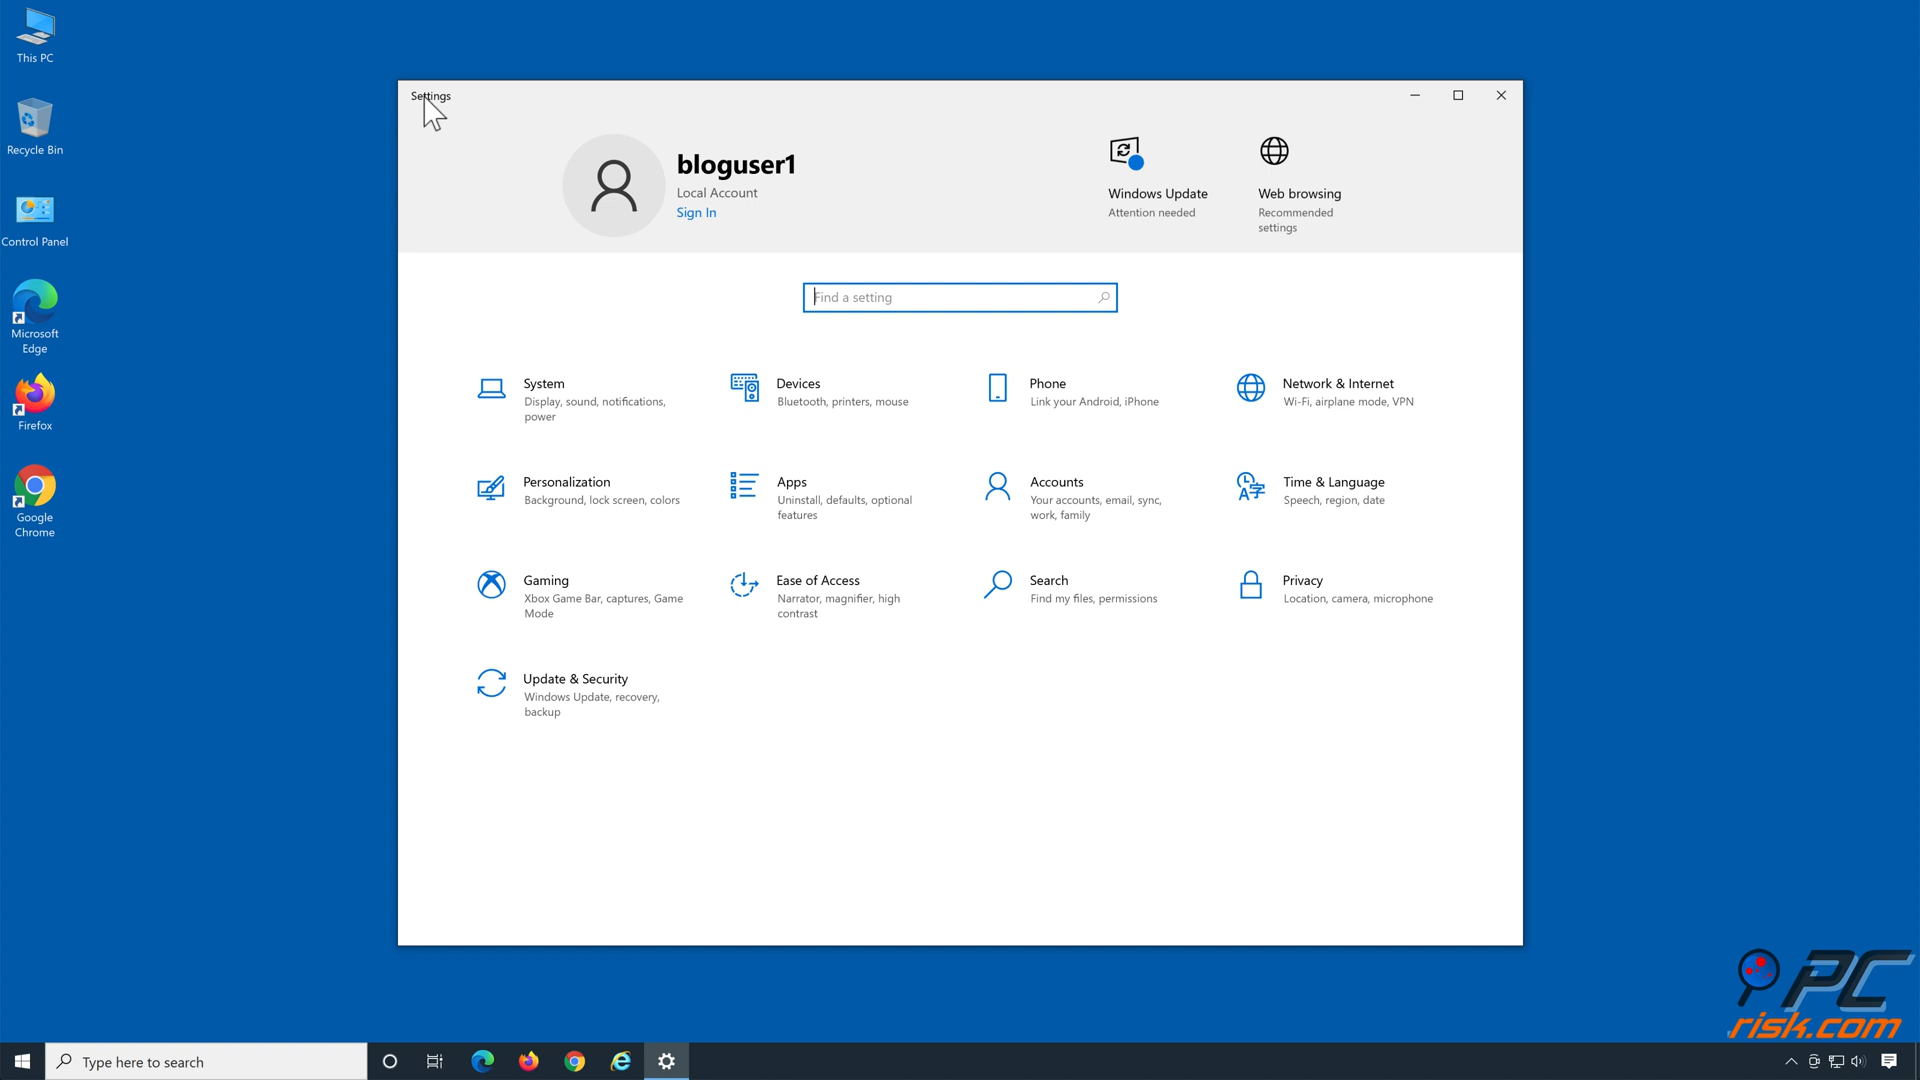 This PC
Recycle Bin
Control Panel
Microsoft
Edge
Firefox
Google
Chrome
Settings
bloguser1
Local Account
Sign In
Windows Update
Attention needed
Web browsing
Recommended
settings
Find a setting
System
Display, sound, notifications,
power
Devices
Bluetooth, printers, mouse
Phone
Link your Android, iPhone
Network & Internet
Wi-Fi, airplane mode, VPN
Personalization
Background, lock screen, colors
Apps
Uninstall, defaults, optional
features
Accounts
Your accounts, email, sync,
work, family
Time & Language
Speech, region, date
Gaming
Xbox Game Bar, captures, Game
Mode
Ease of Access
Narrator, magnifier, high
contrast
Search
Find my files, permissions
Privacy
Location, camera, microphone
Update & Security
Windows Update, recovery,
backup
PC
risk.com
Type here to search